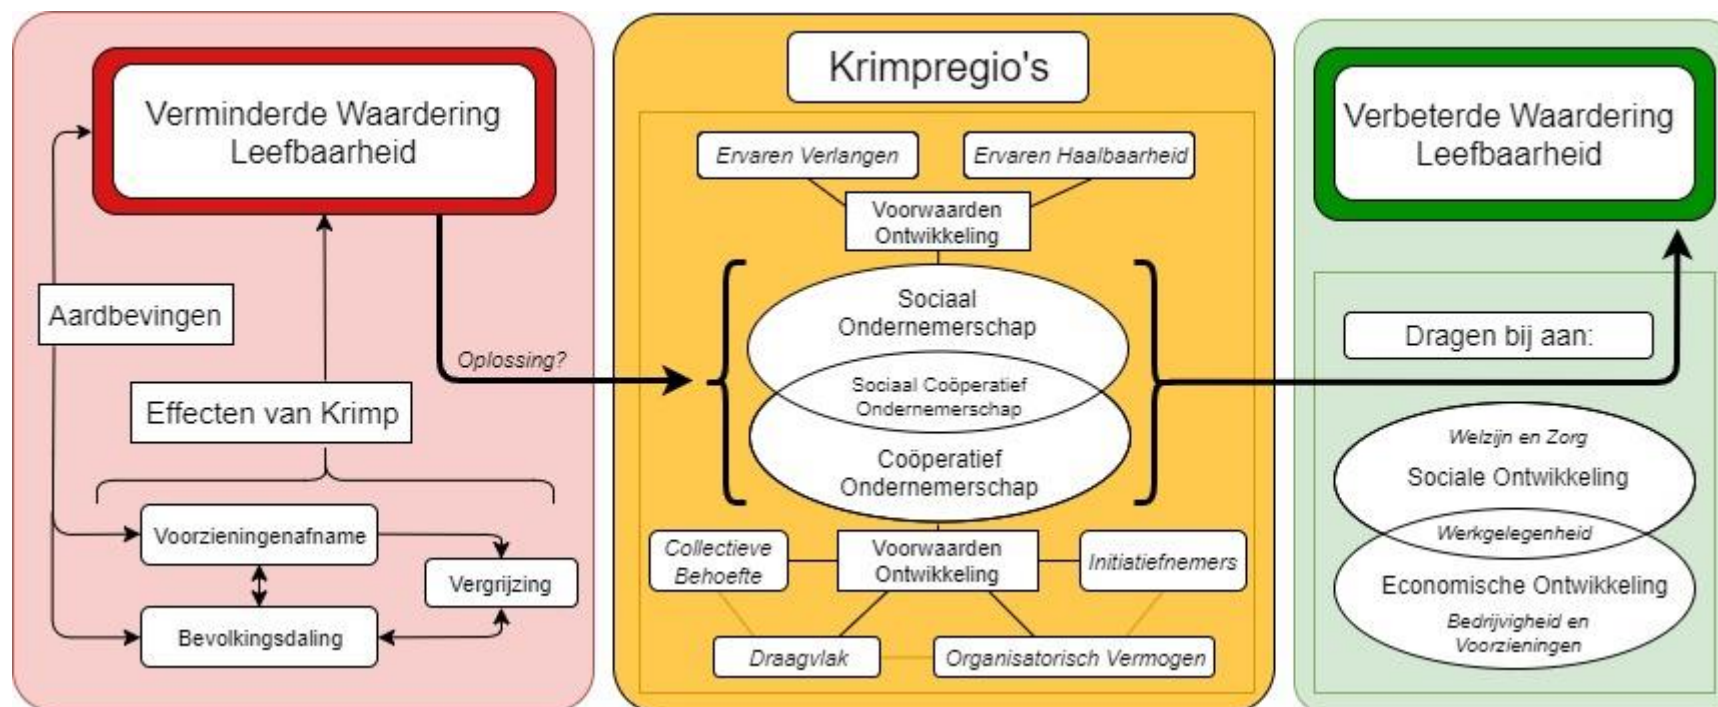 Verminderde Waardering
Leefbaarheid
Aardbevingen
Oplossing?
Effecten van Krimp
Voorzieningenafname
Vergrijzing
Bevolkingsdaling
Krimpregio's
Ervaren Verlangen
Ervaren Haalbaarheid
Voorwaarden
Ontwikkeling
Sociaal
Ondernemerschap
Sociaal Coöperatief
Ondernemerschap
Coöperatief
Ondernemerschap
Collectieve
Behoefte
Voorwaarden
Ontwikkeling
Initiatiefnemers
Draagvlak
Organisatorisch Vermogen
Verbeterde Waardering
Leefbaarheid
Dragen bij aan:
Welzijn en Zorg
Sociale Ontwikkeling
Werkgelegenheid
Economische Ontwikkeling
Bedrijvigheid en
Voorzieningen